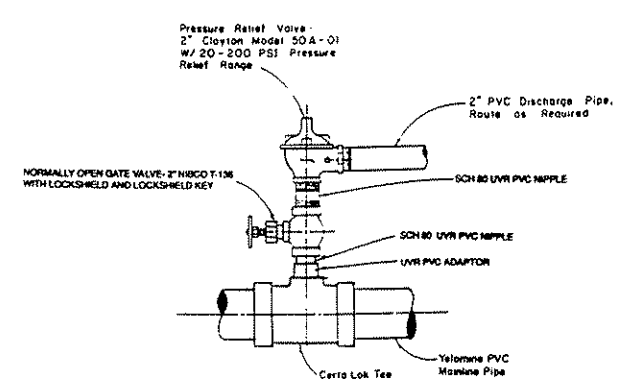 Pressure Relief Valve-
2" Clayton Model 50A-01
W/ 20-200 PSI Pressure
Relief Range
2" PVC Discharge Pipe,
Route as Required
NORMALLY OPEN GATE VALVE- 2" NIBCO T-136
WITH LOCKSHIELD AND LOCKSHIELD KEY
SCH 80 UVR PVC NIPPLE
SCH 80 UVR PVC NIPPLE
UVR PVC ADAPTOR
Certa Lok Tee
Yelomine PVC
Mainline Pipe